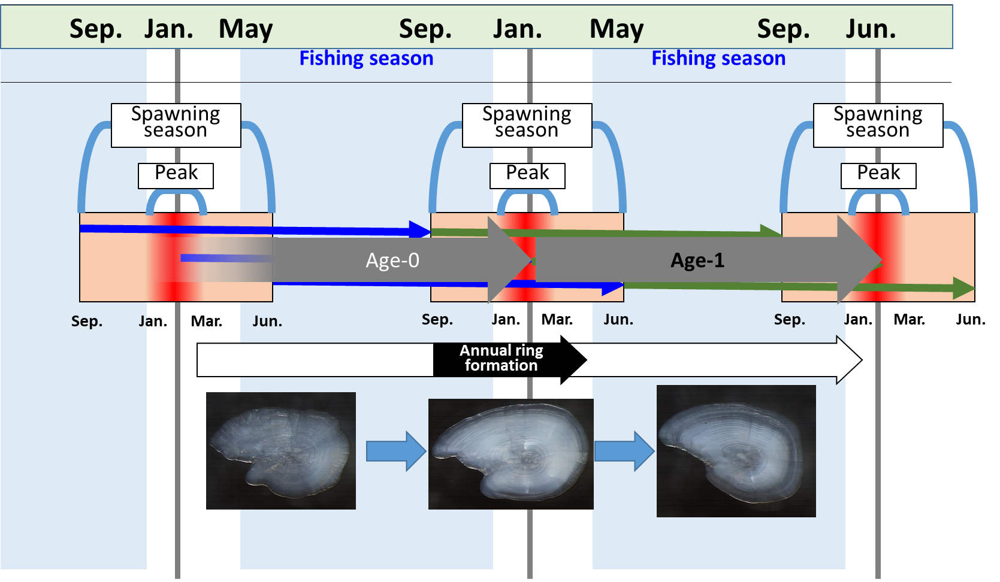 Sep. Jan. May Sep. Jan. May Sep. Jun.
Fishing season Fishing season
Spawning
season
Spawning
season
Spawning
season
Peak Peak Peak
Age-0 Age-1
Sep. Jan. Mar. Jun. Sep. Jan. Mar. Jun. Sep. Jan. Mar. Jun.
Annual ring
formation